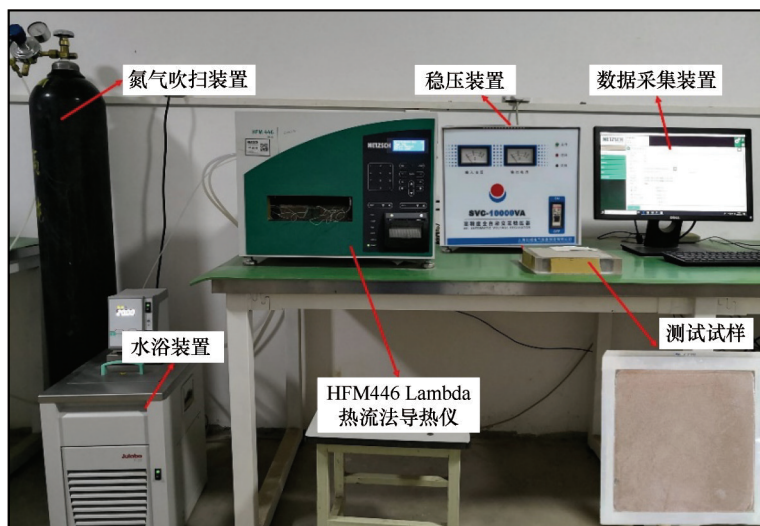 氮气吹扫装置
稳压装置
数据采集装置
HFM 446
NETZSCH
SVC-10000VA
水浴装置
测试试样
HFM446 Lambda
热流法导热仪
Julabo